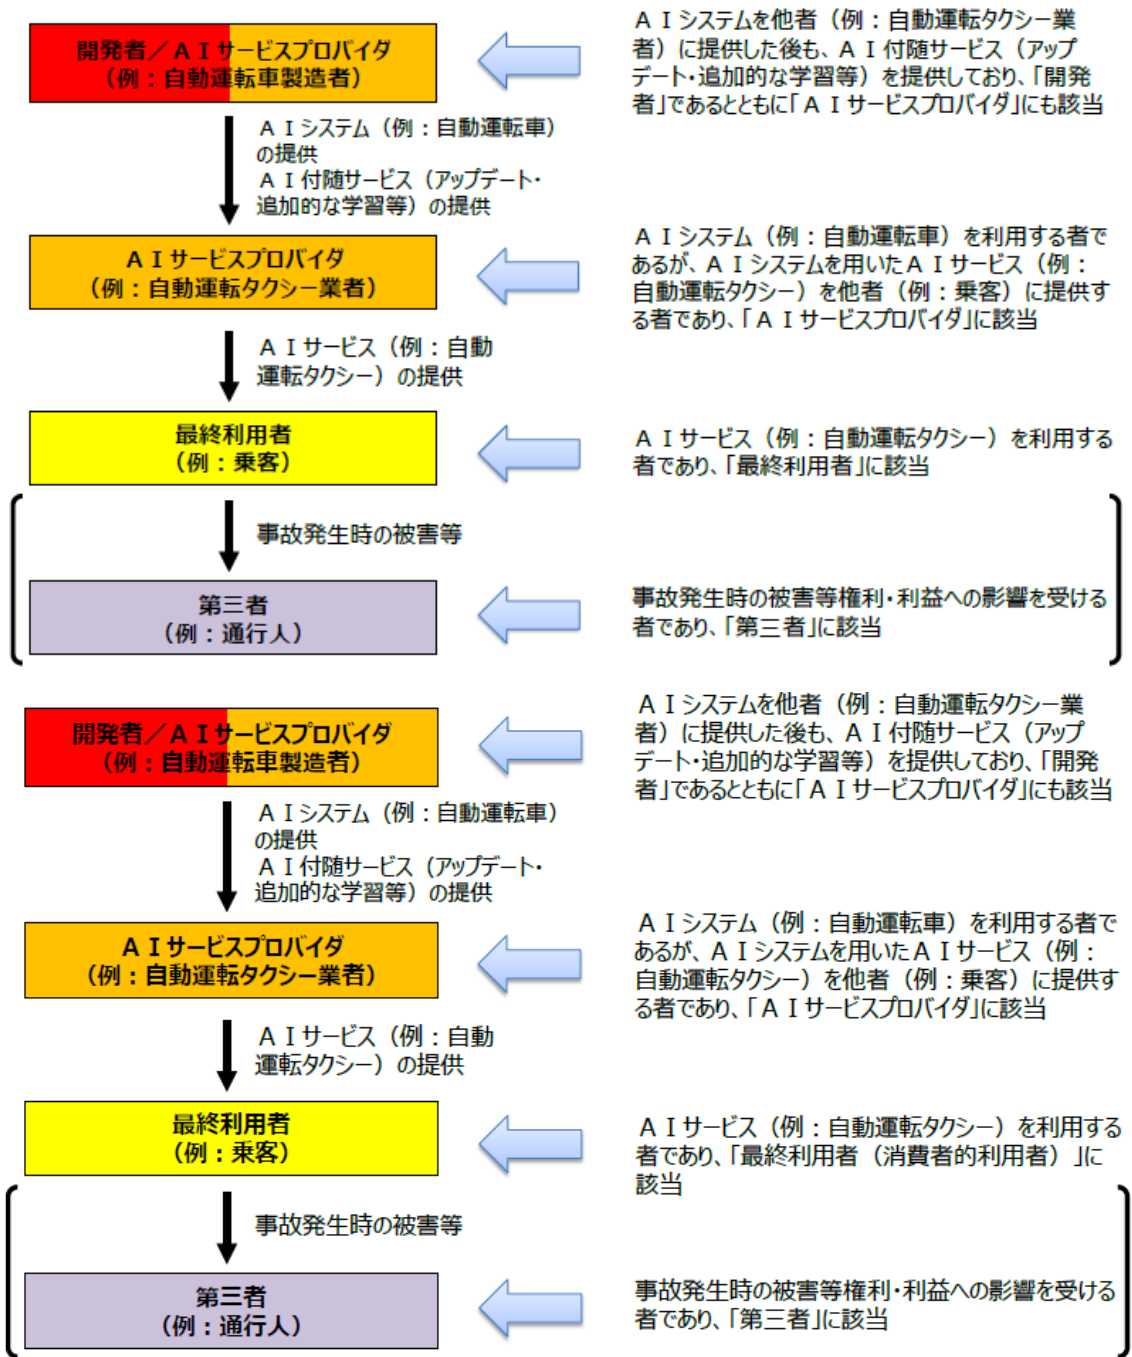 開発者／ＡＩサービスプロバイダ
（例：自動運転車製造者）
ＡＩシステムを他者（例：自動運転タクシー業
者）に提供した後も、ＡＩ付随サービス（アップ
デート・追加的な学習等）を提供しており、「開発
者」であるとともに「ＡＩサービスプロバイダ」にも該当
ＡＩシステム（例：自動運転車）
の提供
ＡＩ付随サービス（アップデート・
追加的な学習等）の提供
ＡＩサービスプロバイダ
（例：自動運転タクシー業者）
ＡＩシステム（例：自動運転車）を利用する者で
あるが、ＡＩシステムを用いたＡＩサービス（例：
自動運転タクシー）を他者（例：乗客）に提供す
る者であり、「ＡＩサービスプロバイダ」に該当
ＡＩサービス（例：自動
運転タクシー）の提供
最終利用者
（例：乗客）
ＡＩサービス（例：自動運転タクシー）を利用する
者であり、「最終利用者」に該当
事故発生時の被害等
第三者
（例：通行人）
事故発生時の被害等権利・利益への影響を受ける
者であり、「第三者」に該当
開発者／ＡＩサービスプロバイダ
（例：自動運転車製造者）
ＡＩシステムを他者（例：自動運転タクシー業
者）に提供した後も、ＡＩ付随サービス（アップ
デート・追加的な学習等）を提供しており、「開発
者」であるとともに「ＡＩサービスプロバイダ」にも該当
ＡＩシステム（例：自動運転車）
の提供
ＡＩ付随サービス（アップデート・
追加的な学習等）の提供
ＡＩサービスプロバイダ
（例：自動運転タクシー業者）
ＡＩシステム（例：自動運転車）を利用する者で
あるが、ＡＩシステムを用いたＡＩサービス（例：
自動運転タクシー）を他者（例：乗客）に提供す
る者であり、「ＡＩサービスプロバイダ」に該当
ＡＩサービス（例：自動
運転タクシー）の提供
最終利用者
（例：乗客）
ＡＩサービス（例：自動運転タクシー）を利用する
者であり、「最終利用者（消費者的利用者）」に
該当
事故発生時の被害等
第三者
（例：通行人）
事故発生時の被害等権利・利益への影響を受ける
者であり、「第三者」に該当